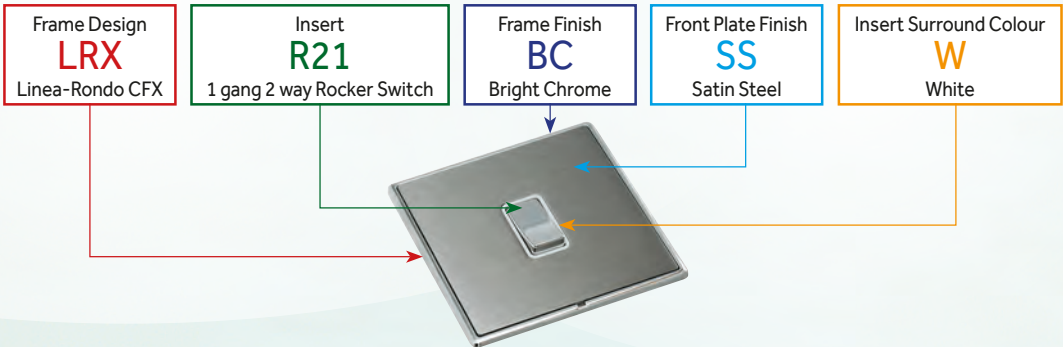 Frame Design
LRX
Linea-Rondo CFX
Insert
R21
1 gang 2 way Rocker Switch
Frame Finish
BC
Bright Chrome
Front Plate Finish
SS
Satin Steel
Insert Surround Colour
W
White